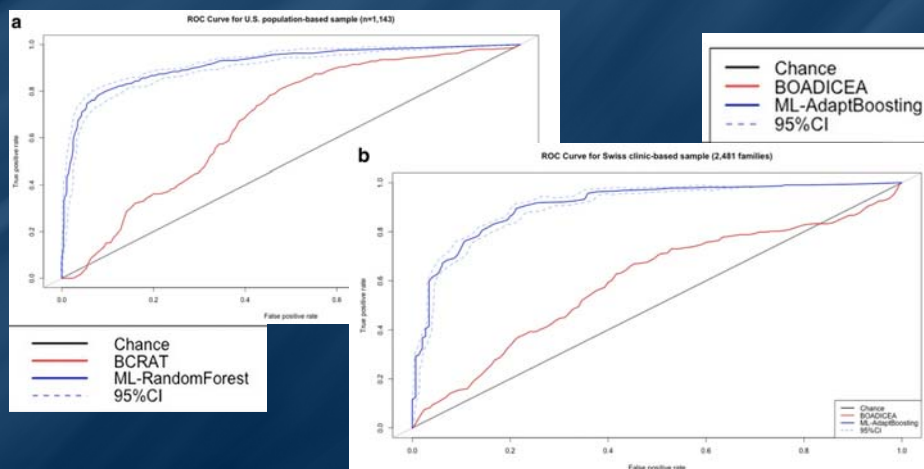 a
ROC Curve for U.S. population-based sample (n=1,143)
True positive rate
1.0
0.8
0.6
0.4
0.2
0.0
0.0 0.2 0.4 0.6
False positive rate
Chance
BCRAT
ML-RandomForest
95%CI
Chance
BOADICEA
ML-AdaptBoosting
95%CI
b
ROC Curve for Swiss clinic-based sample (2,481 families)
True positive rate
1.0
0.8
0.6
0.4
0.2
0.0
0.0 0.2 0.4 0.6 0.8 1.0
False positive rate
Chance
BOADICEA
ML-AdaptBoosting
95%CI